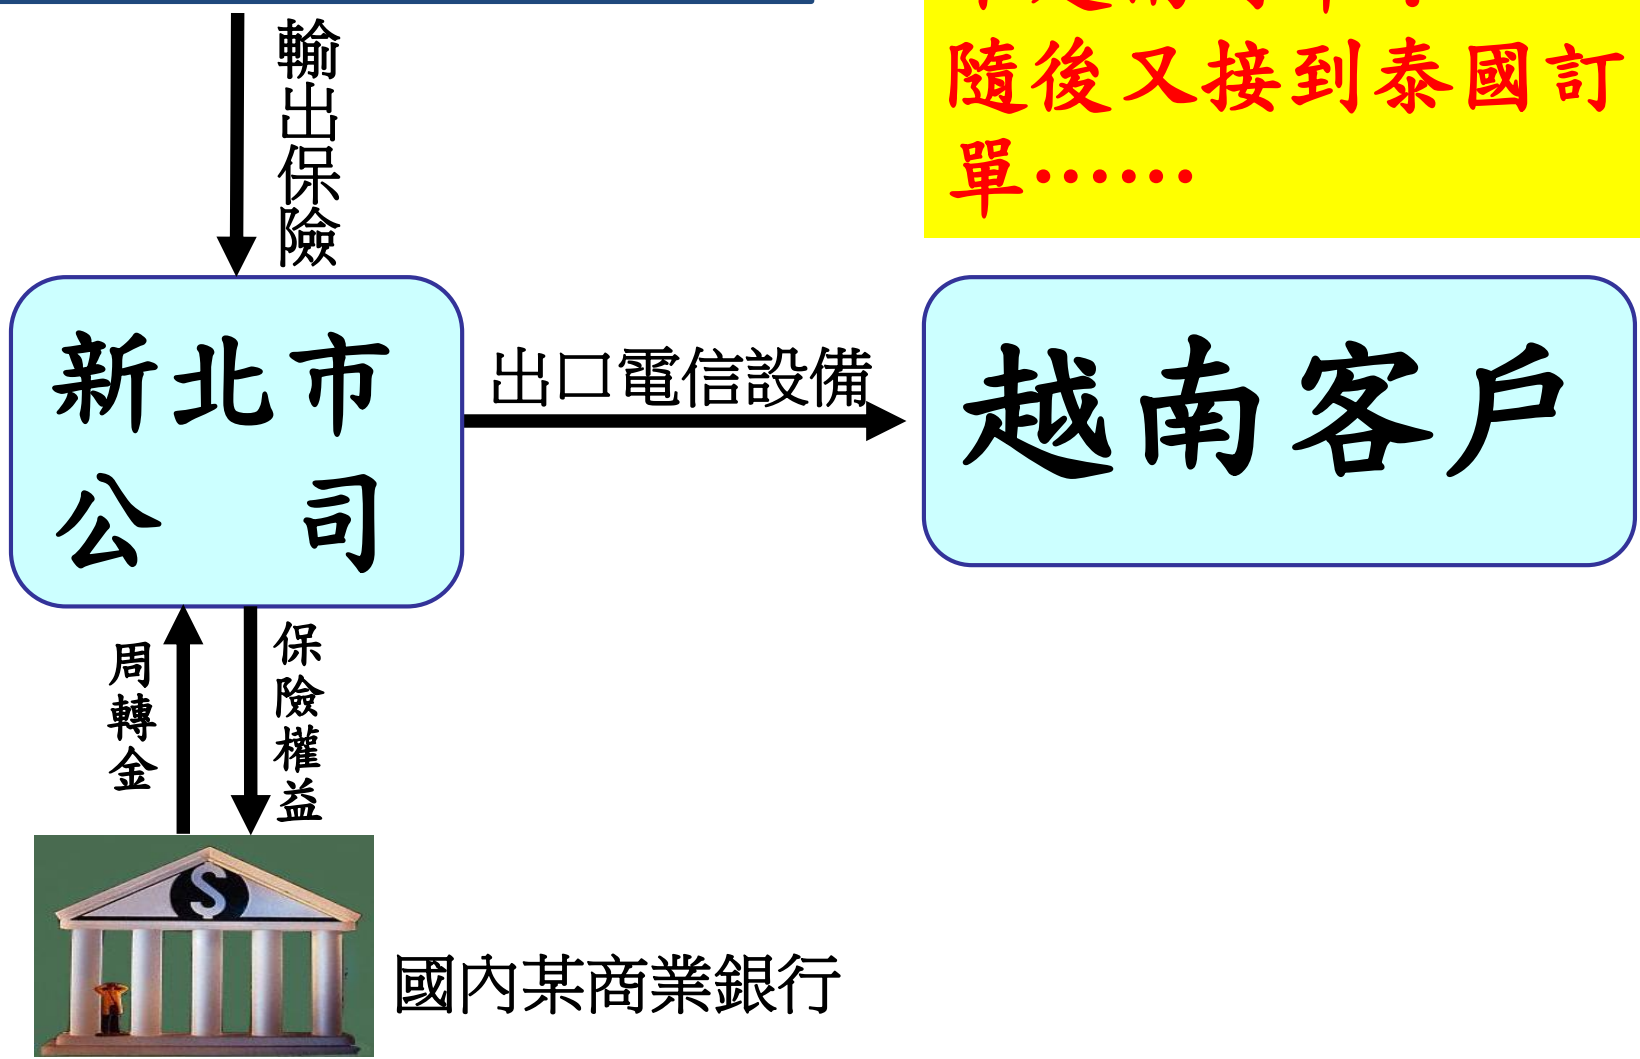 輸出保險
隨後又接到泰國訂
單……
新北市
公司
出口電信設備
越南客戶
周轉金
保險權益
國內某商業銀行